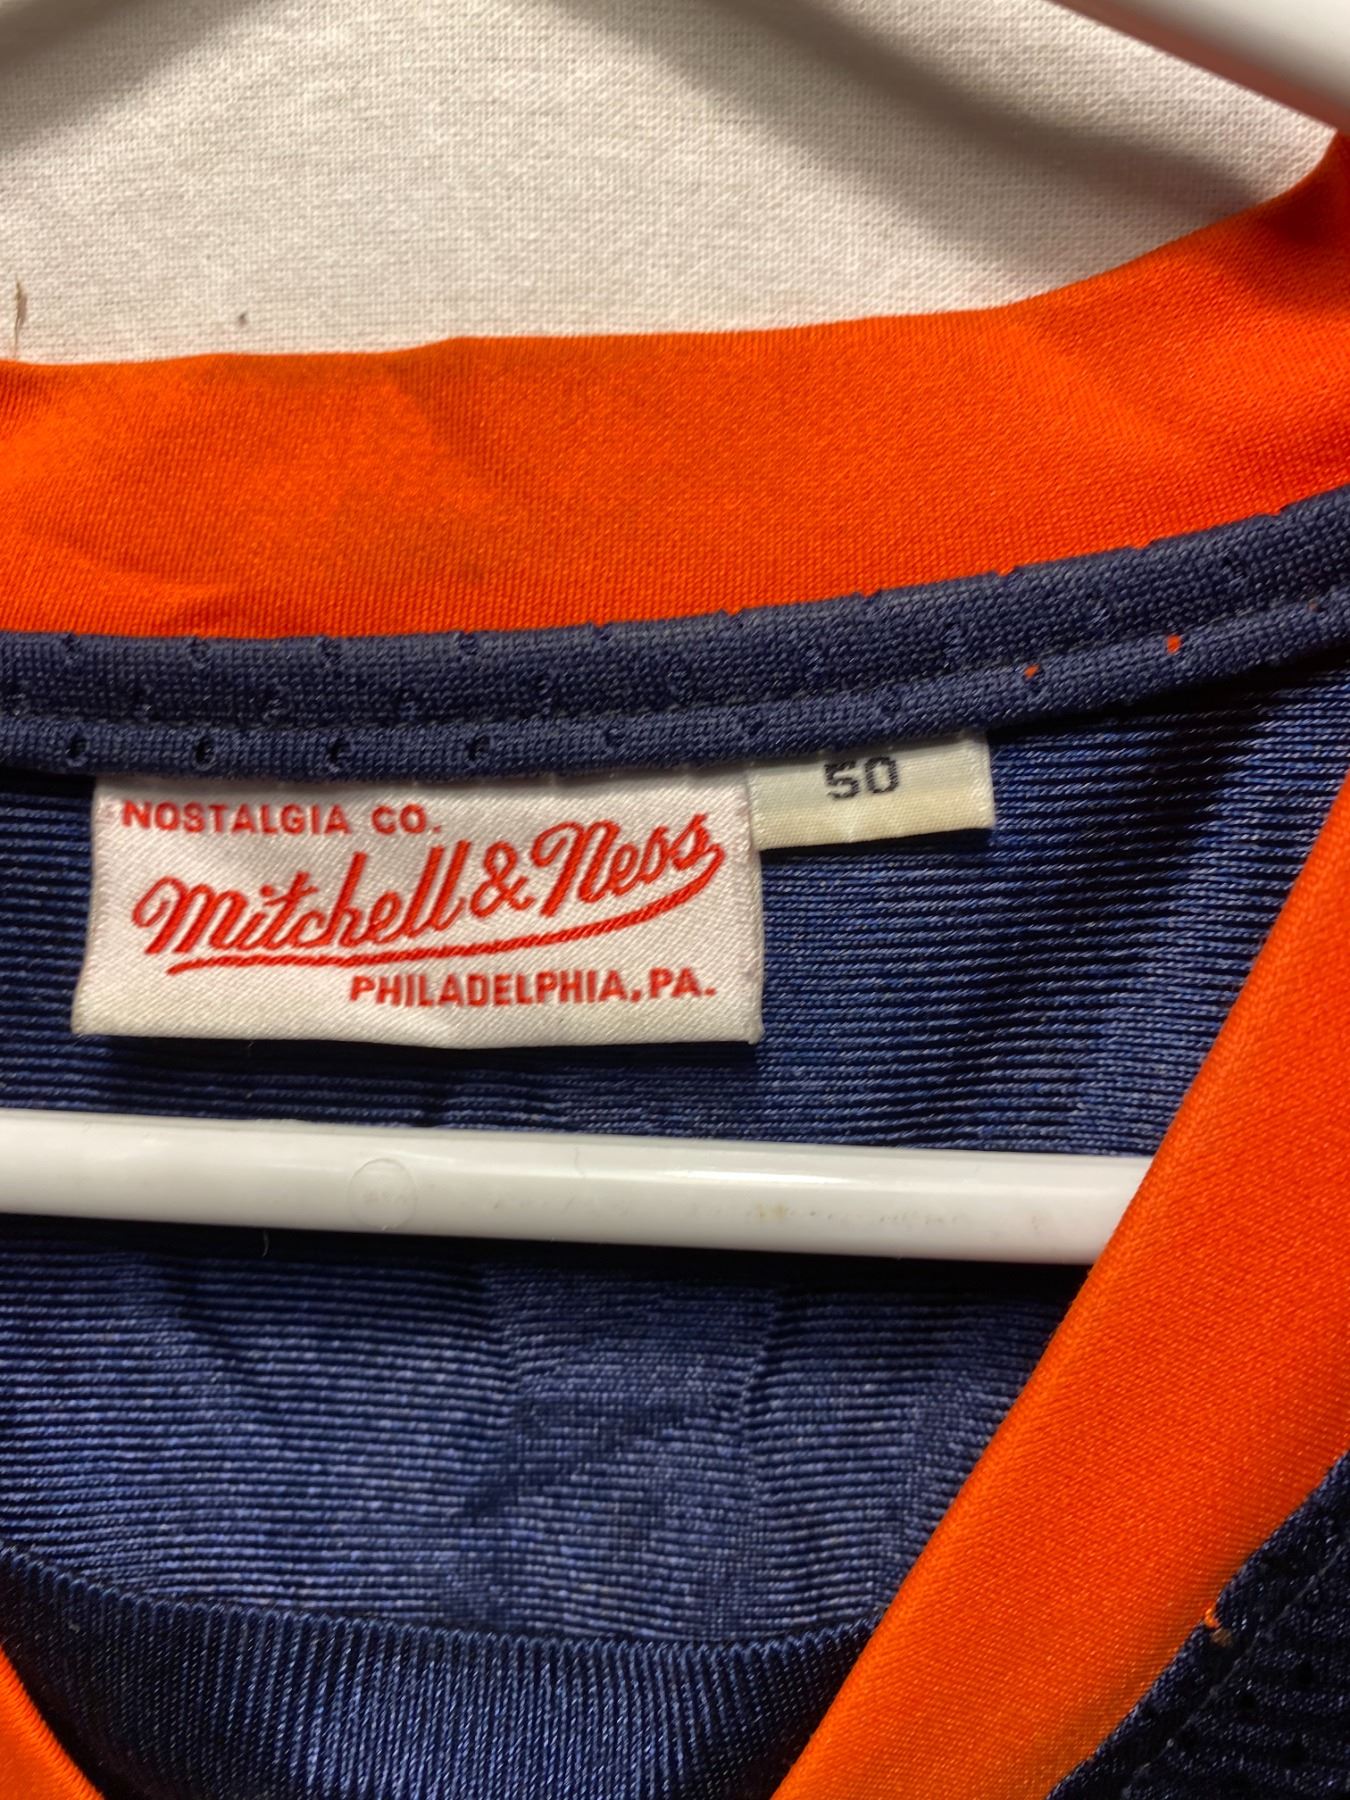 NOSTALGIA CO.
Mitchell & Ness
PHILADELPHIA, PA.
50